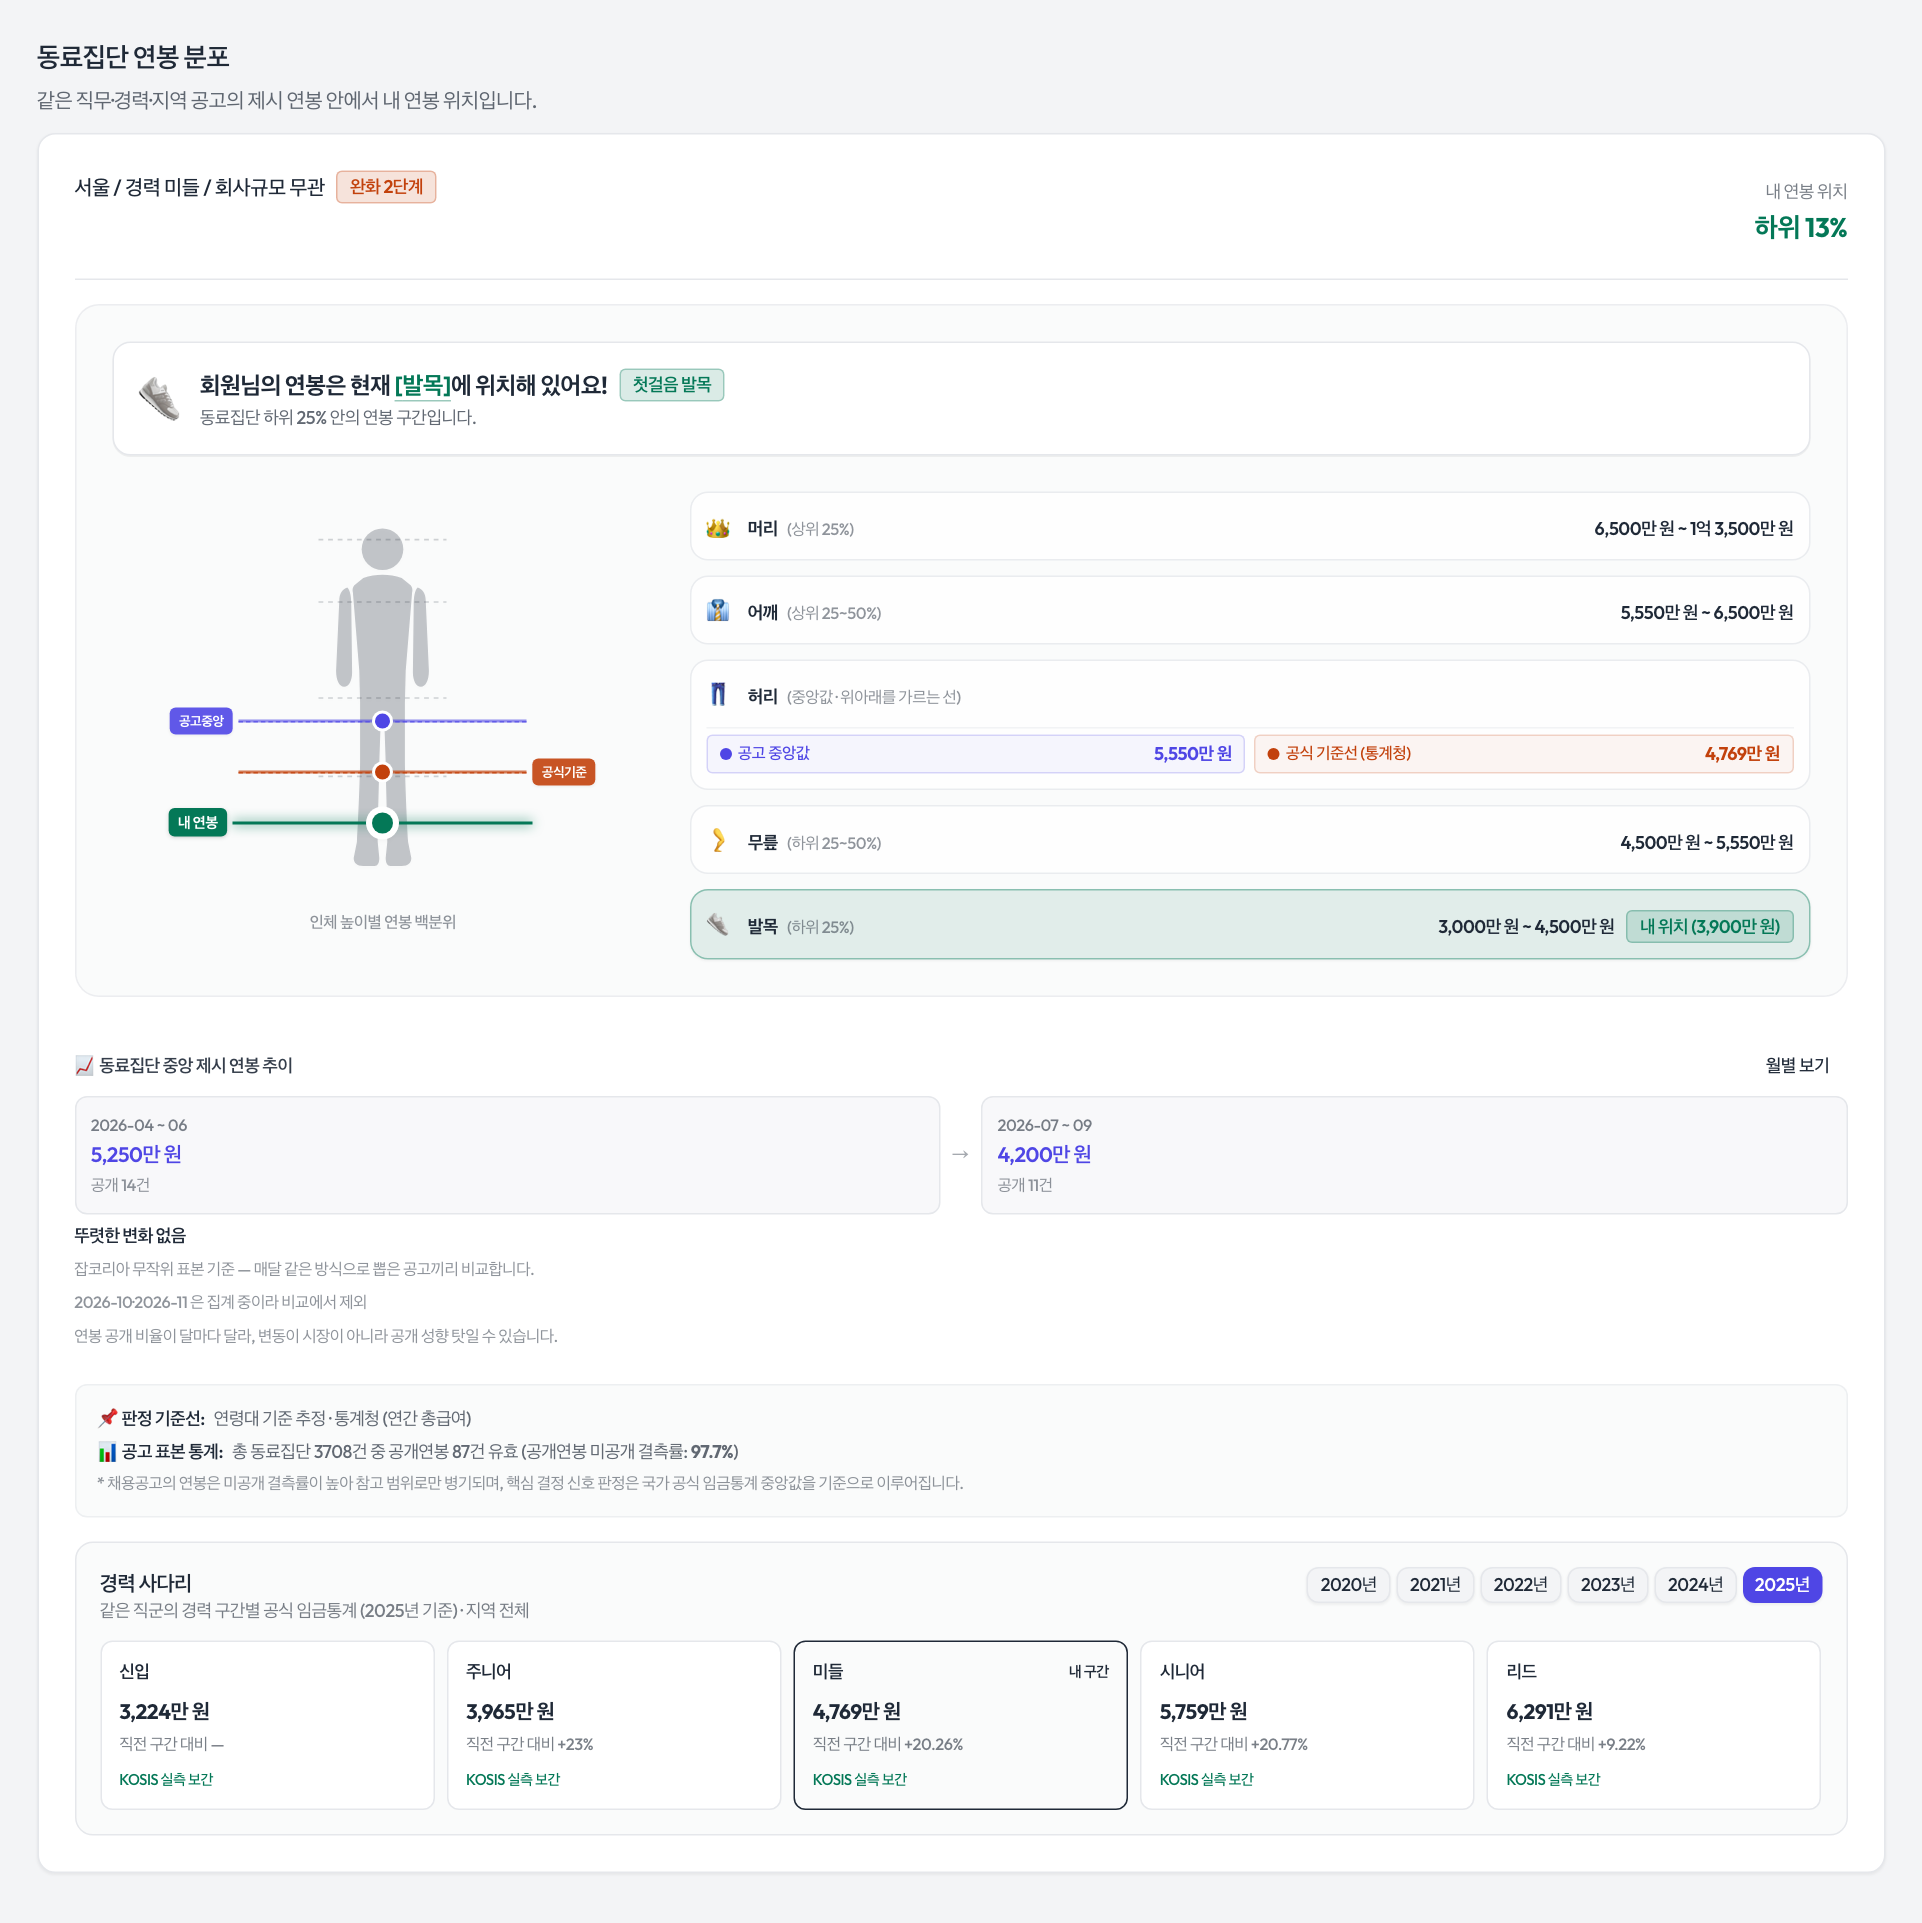 동료집단 연봉 분포
같은 직무·경력·지역 공고의 제시 연봉 안에서 내 연봉 위치입니다.
서울 / 경력 미들 / 회사규모 무관 완화 2단계
내 연봉 위치
하위 13%
회원님의 연봉은 현재 [발목]에 위치해 있어요! 첫걸음 발목
동료집단 하위 25% 안의 연봉 구간입니다.
공고중앙
공식기준
내 연봉
인체 높이별 연봉 백분위
머리 (상위 25%) 6,500만 원 ~ 1억 3,500만 원
어깨 (상위 25~50%) 5,550만 원 ~ 6,500만 원
허리 (중앙값 · 위아래를 가르는 선)
공고 중앙값 5,550만 원
공식 기준선 (통계청) 4,769만 원
무릎 (하위 25~50%) 4,500만 원 ~ 5,550만 원
발목 (하위 25%) 3,000만 원 ~ 4,500만 원 내 위치 (3,900만 원)
동료집단 중앙 제시 연봉 추이
월별 보기
2026-04 ~ 06
5,250만 원
공개 14건
→
2026-07 ~ 09
4,200만 원
공개 11건
뚜렷한 변화 없음
잡코리아 무작위 표본 기준 — 매달 같은 방식으로 뽑은 공고끼리 비교합니다.
2026-10·2026-11 은 집계 중이라 비교에서 제외
연봉 공개 비율이 달마다 달라, 변동이 시장이 아니라 공개 성향 탓일 수 있습니다.
판정 기준선: 연령대 기준 추정 · 통계청 (연간 총급여)
공고 표본 통계: 총 동료집단 3708건 중 공개연봉 87건 유효 (공개연봉 미공개 결측률: 97.7%)
* 채용공고의 연봉은 미공개 결측률이 높아 참고 범위로만 병기되며, 핵심 결정 신호 판정은 국가 공식 임금통계 중앙값을 기준으로 이루어집니다.
경력 사다리
같은 직군의 경력 구간별 공식 임금통계 (2025년 기준) · 지역 전체
2020년 2021년 2022년 2023년 2024년 2025년
신입
3,224만 원
직전 구간 대비 —
KOSIS 실측 보간
주니어
3,965만 원
직전 구간 대비 +23%
KOSIS 실측 보간
미들 내 구간
4,769만 원
직전 구간 대비 +20.26%
KOSIS 실측 보간
시니어
5,759만 원
직전 구간 대비 +20.77%
KOSIS 실측 보간
리드
6,291만 원
직전 구간 대비 +9.22%
KOSIS 실측 보간